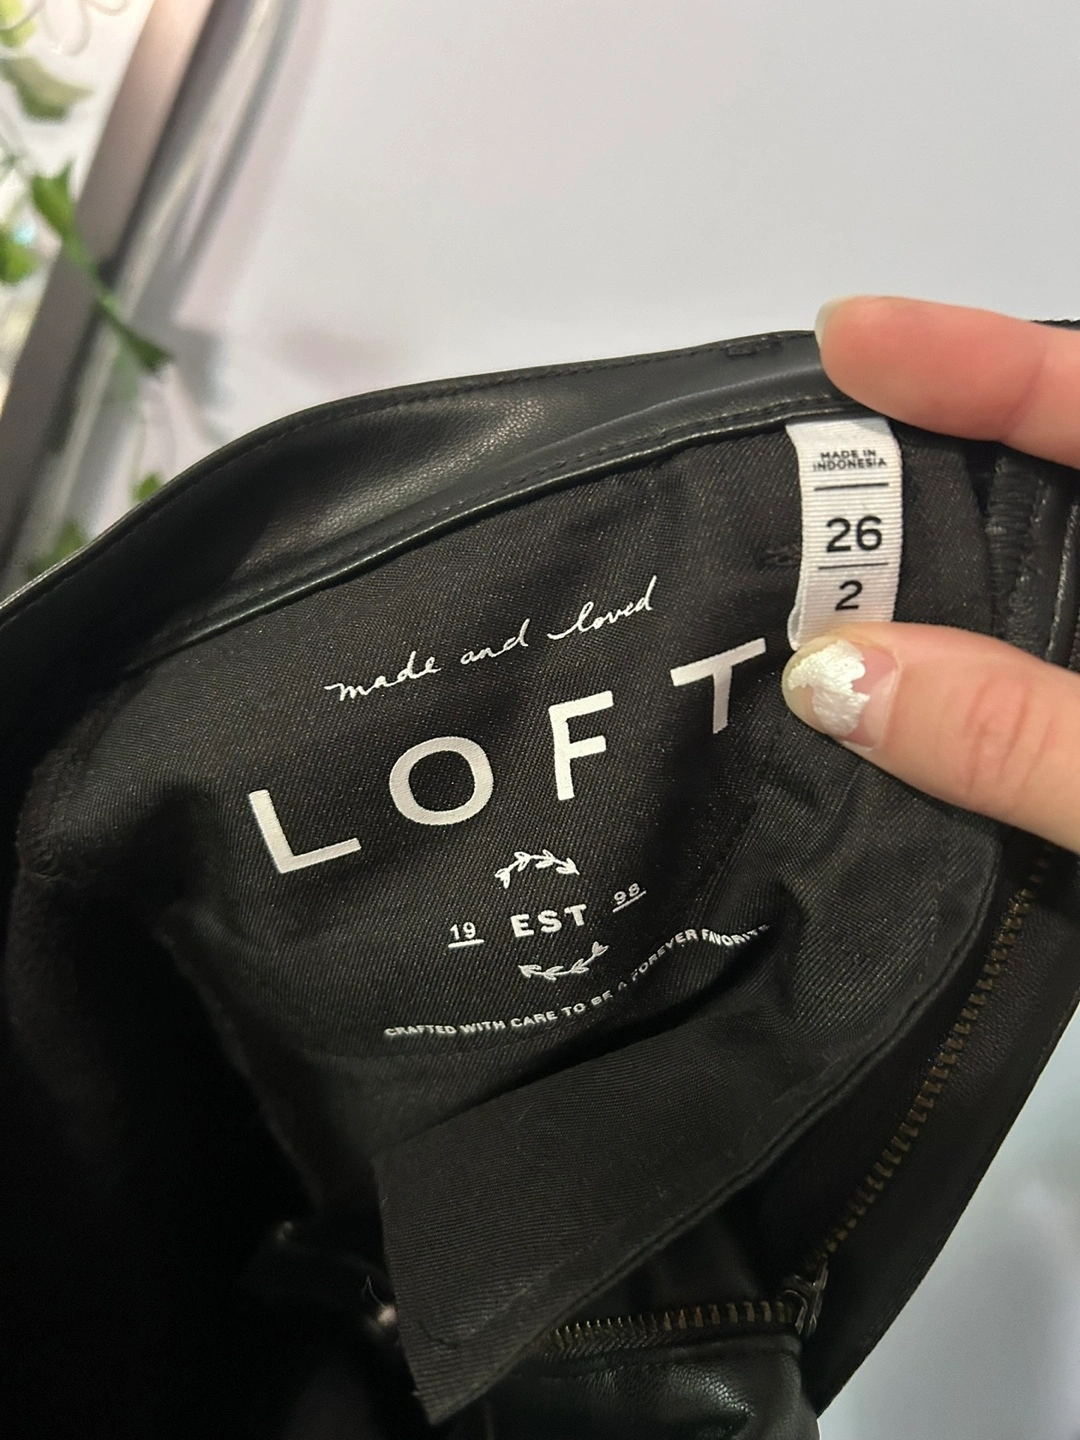 MADE IN
INDONESIA
26
2
made and loved
LOFT
19 EST 98
CRAFTED WITH CARE TO BE A FOREVER FAVORITE